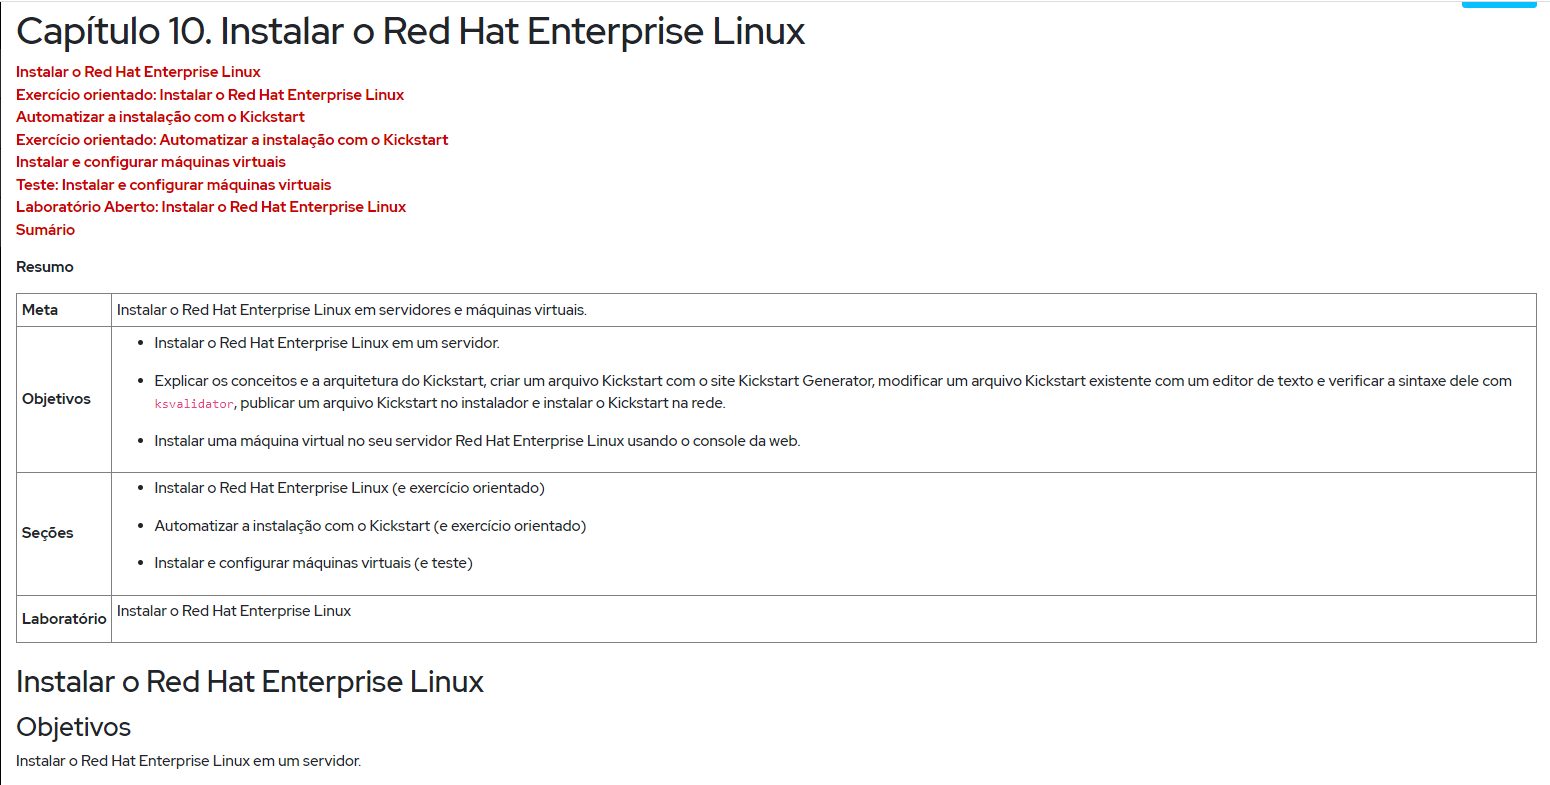 Capítulo 10. Instalar o Red Hat Enterprise Linux
Instalar o Red Hat Enterprise Linux
Exercício orientado: Instalar o Red Hat Enterprise Linux
Automatizar a instalação com o Kickstart
Exercício orientado: Automatizar a instalação com o Kickstart
Instalar e configurar máquinas virtuais
Teste: Instalar e configurar máquinas virtuais
Laboratório Aberto: Instalar o Red Hat Enterprise Linux
Sumário
Resumo
Meta
Instalar o Red Hat Enterprise Linux em servidores e máquinas virtuais.
Objetivos
• Instalar o Red Hat Enterprise Linux em um servidor.
• Explicar os conceitos e a arquitetura do Kickstart, criar um arquivo Kickstart com o site Kickstart Generator, modificar um arquivo Kickstart existente com um editor de texto e verificar a sintaxe dele com
ksvalidator, publicar um arquivo Kickstart no instalador e instalar o Kickstart na rede.
• Instalar uma máquina virtual no seu servidor Red Hat Enterprise Linux usando o console da web.
Seções
• Instalar o Red Hat Enterprise Linux (e exercício orientado)
• Automatizar a instalação com o Kickstart (e exercício orientado)
• Instalar e configurar máquinas virtuais (e teste)
Laboratório
Instalar o Red Hat Enterprise Linux
Instalar o Red Hat Enterprise Linux
Objetivos
Instalar o Red Hat Enterprise Linux em um servidor.